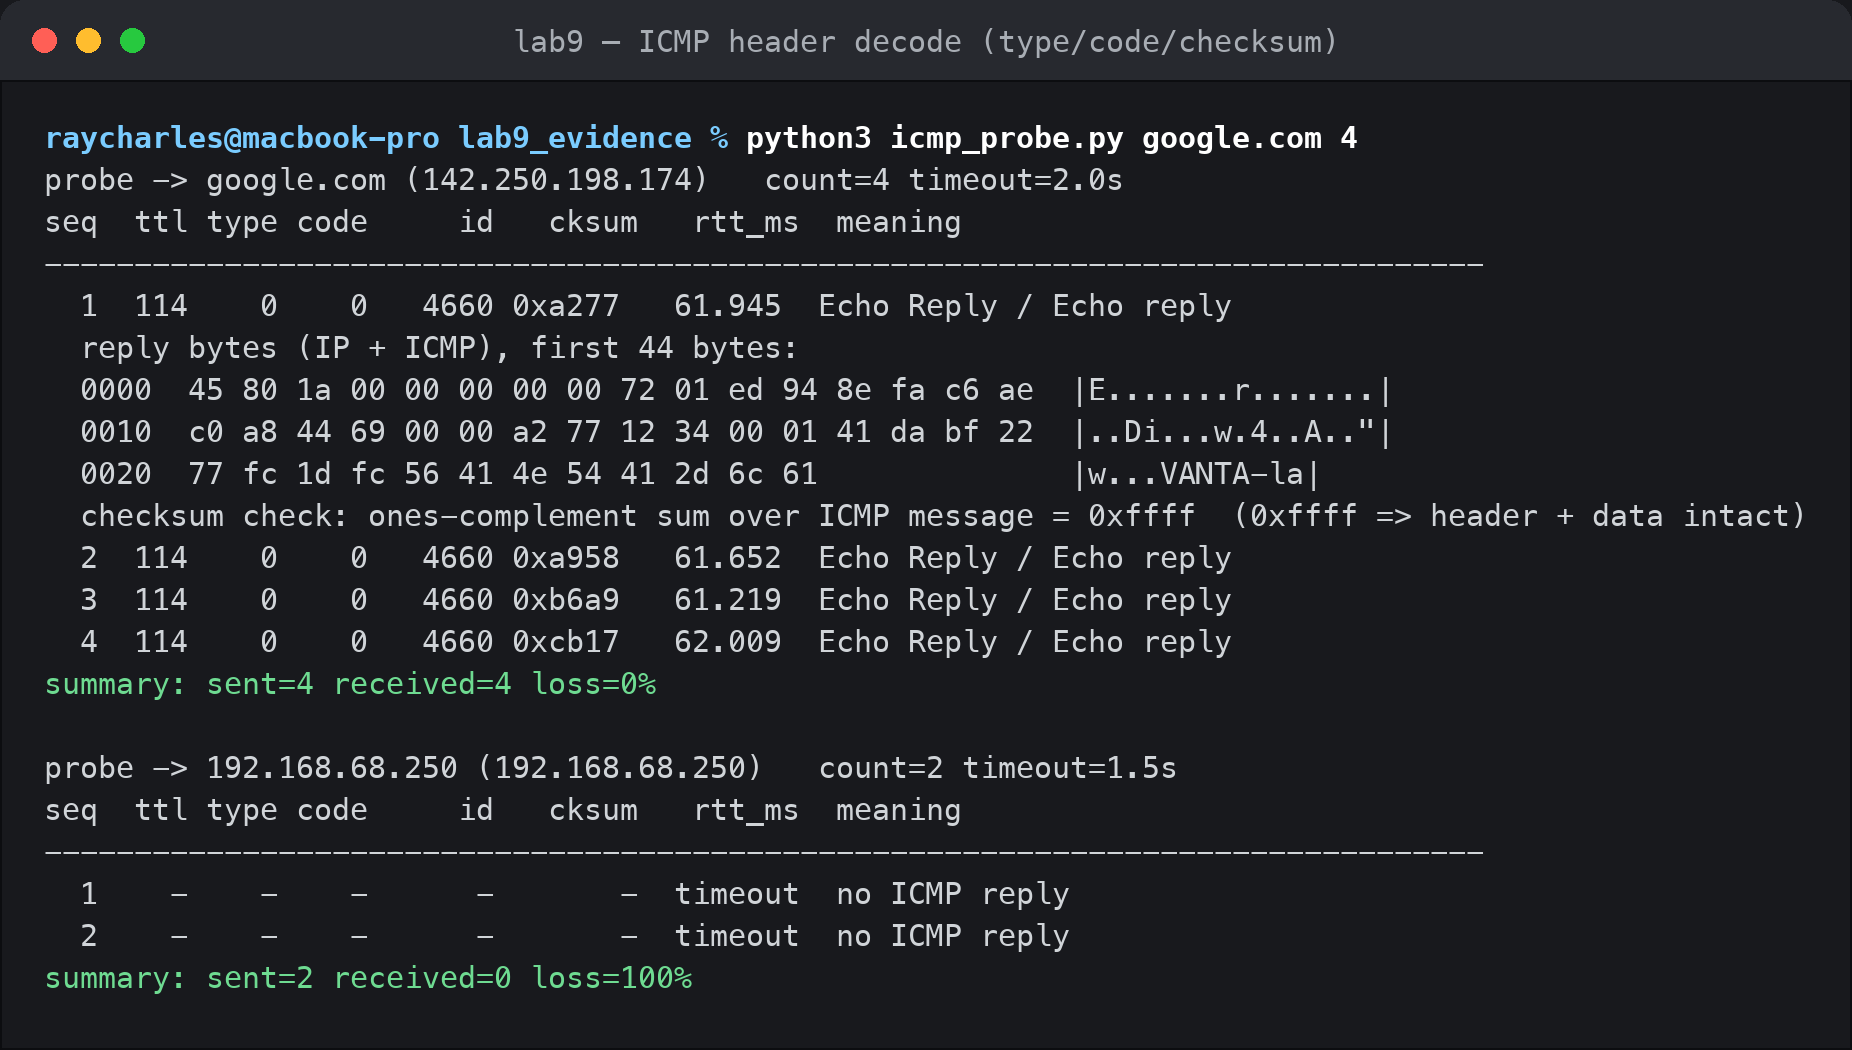 lab9 — ICMP header decode (type/code/checksum)
raycharles@macbook-pro lab9_evidence % python3 icmp_probe.py google.com 4
probe -> google.com (142.250.198.174)   count=4 timeout=2.0s
seq  ttl type code     id   cksum   rtt_ms  meaning
--------------------------------------------------------------------------------
  1  114    0    0   4660 0xa277   61.945  Echo Reply / Echo reply
  reply bytes (IP + ICMP), first 44 bytes:
  0000  45 80 1a 00 00 00 00 00 72 01 ed 94 8e fa c6 ae  |E.......r.......|
  0010  c0 a8 44 69 00 00 a2 77 12 34 00 01 41 da bf 22  |..Di...w.4..A.."|
  0020  77 fc 1d fc 56 41 4e 54 41 2d 6c 61              |w...VANTA-la|
  checksum check: ones-complement sum over ICMP message = 0xffff  (0xffff => header + data intact)
  2  114    0    0   4660 0xa958   61.652  Echo Reply / Echo reply
  3  114    0    0   4660 0xb6a9   61.219  Echo Reply / Echo reply
  4  114    0    0   4660 0xcb17   62.009  Echo Reply / Echo reply
summary: sent=4 received=4 loss=0%
probe -> 192.168.68.250 (192.168.68.250)   count=2 timeout=1.5s
seq  ttl type code     id   cksum   rtt_ms  meaning
--------------------------------------------------------------------------------
  1    -    -    -      -       -  timeout  no ICMP reply
  2    -    -    -      -       -  timeout  no ICMP reply
summary: sent=2 received=0 loss=100%